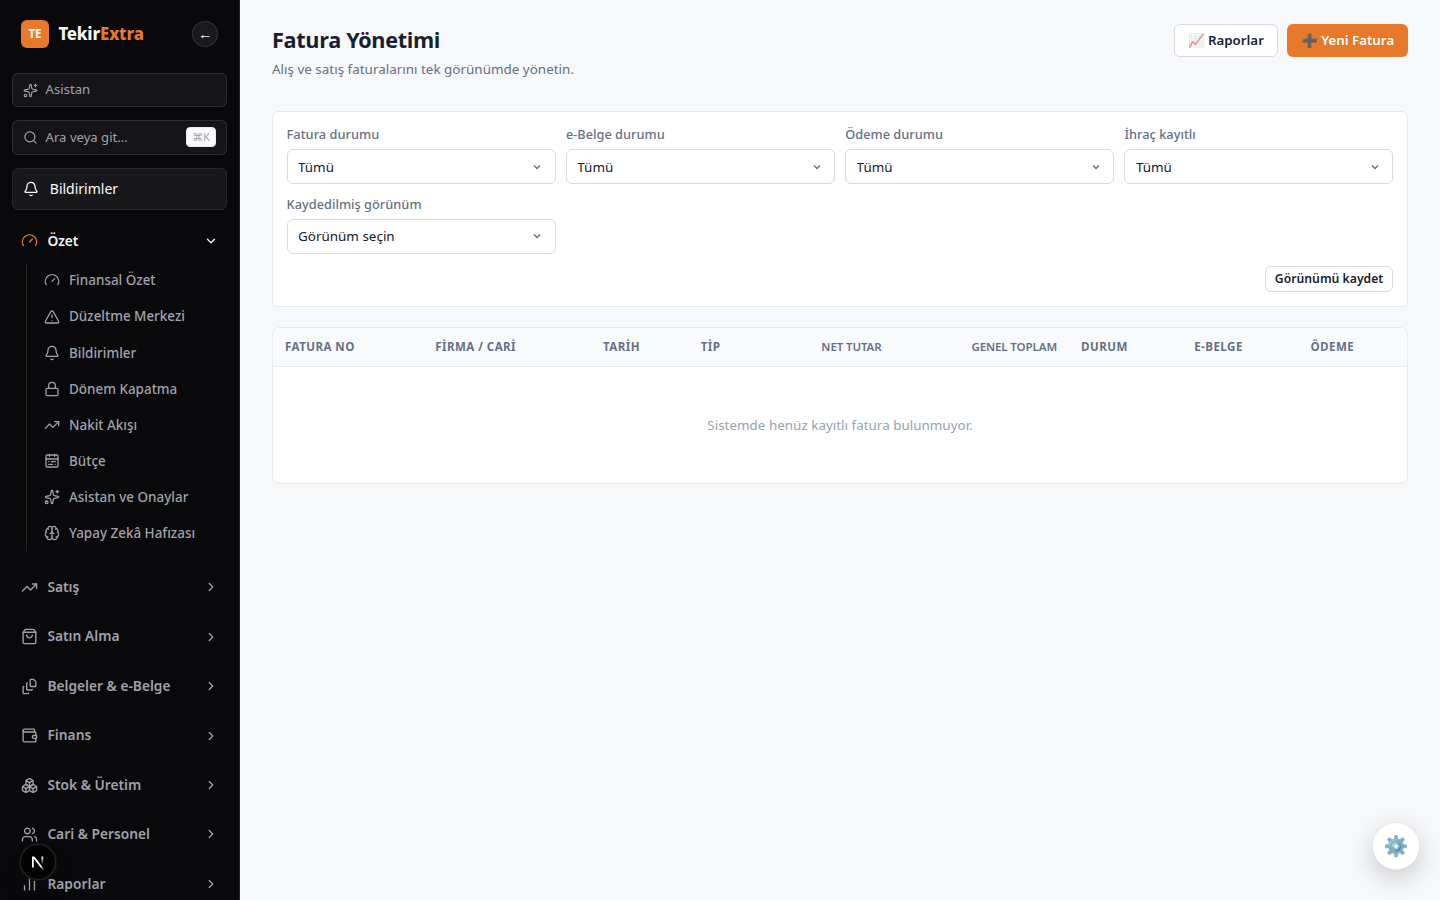 TE TekirExtra ←
Asistan
Ara veya git... ⌘K
Bildirimler
Özet
Finansal Özet
Düzeltme Merkezi
Bildirimler
Dönem Kapatma
Nakit Akışı
Bütçe
Asistan ve Onaylar
Yapay Zekâ Hafızası
Satış
Satın Alma
Belgeler & e-Belge
Finans
Stok & Üretim
Cari & Personel
N
Raporlar
Fatura Yönetimi
Alış ve satış faturalarını tek görünümde yönetin.
Raporlar
Yeni Fatura
Fatura durumu e-Belge durumu Ödeme durumu İhraç kayıtlı
Tümü Tümü Tümü Tümü
Kaydedilmiş görünüm
Görünüm seçin
Görünümü kaydet
FATURA NO FİRMA / CARİ TARİH TİP NET TUTAR GENEL TOPLAM DURUM E-BELGE ÖDEME
Sistemde henüz kayıtlı fatura bulunmuyor.